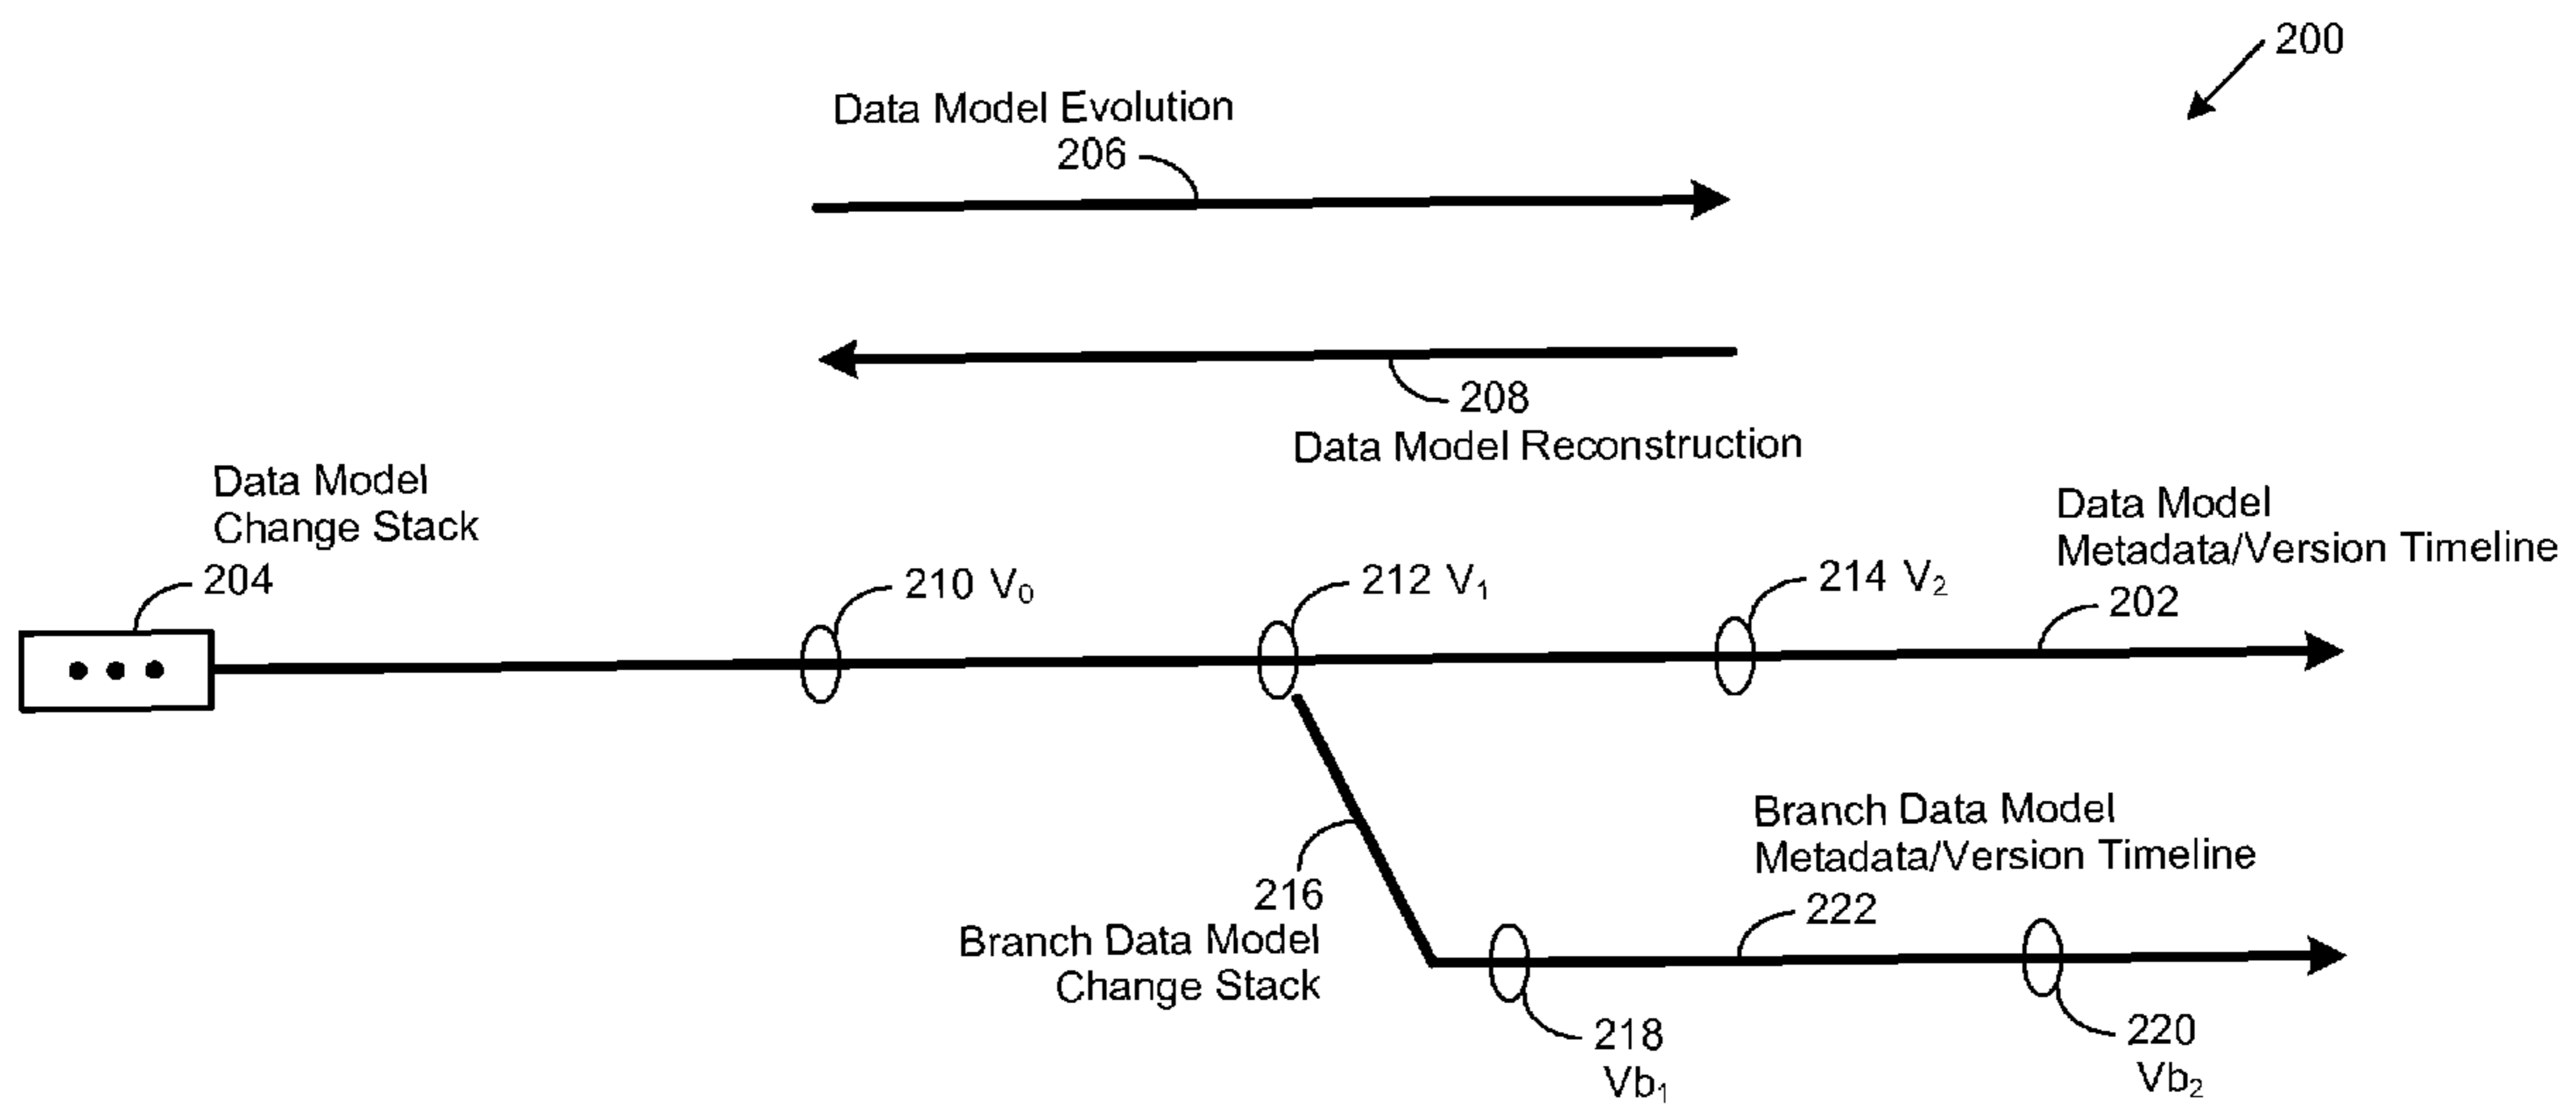 200
Data Model Evolution
206
208
Data Model Reconstruction
Data Model
Change Stack
204
210 V₀
212 V₁
214 V₂
Data Model
Metadata/Version Timeline
202
216
Branch Data Model
Change Stack
Branch Data Model
Metadata/Version Timeline
222
218
Vb₁
220
Vb₂